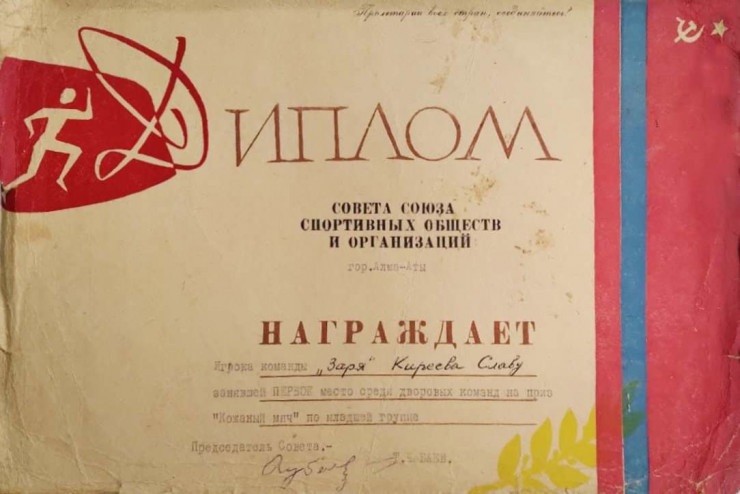 Пролетарии всех стран, соединяйтесь!
ДИПЛОМ
СОВЕТА СОЮЗА
СПОРТИВНЫХ ОБЩЕСТВ
И ОРГАНИЗАЦИЙ
гор.Алма-Аты
НАГРАЖДАЕТ
Игрока команды „Заря" Киреева Славу
занявшей ПЕРВОЕ место среди дворовых команд на приз
"Кожаный мяч" по младшей группе
Председатель Совета.-